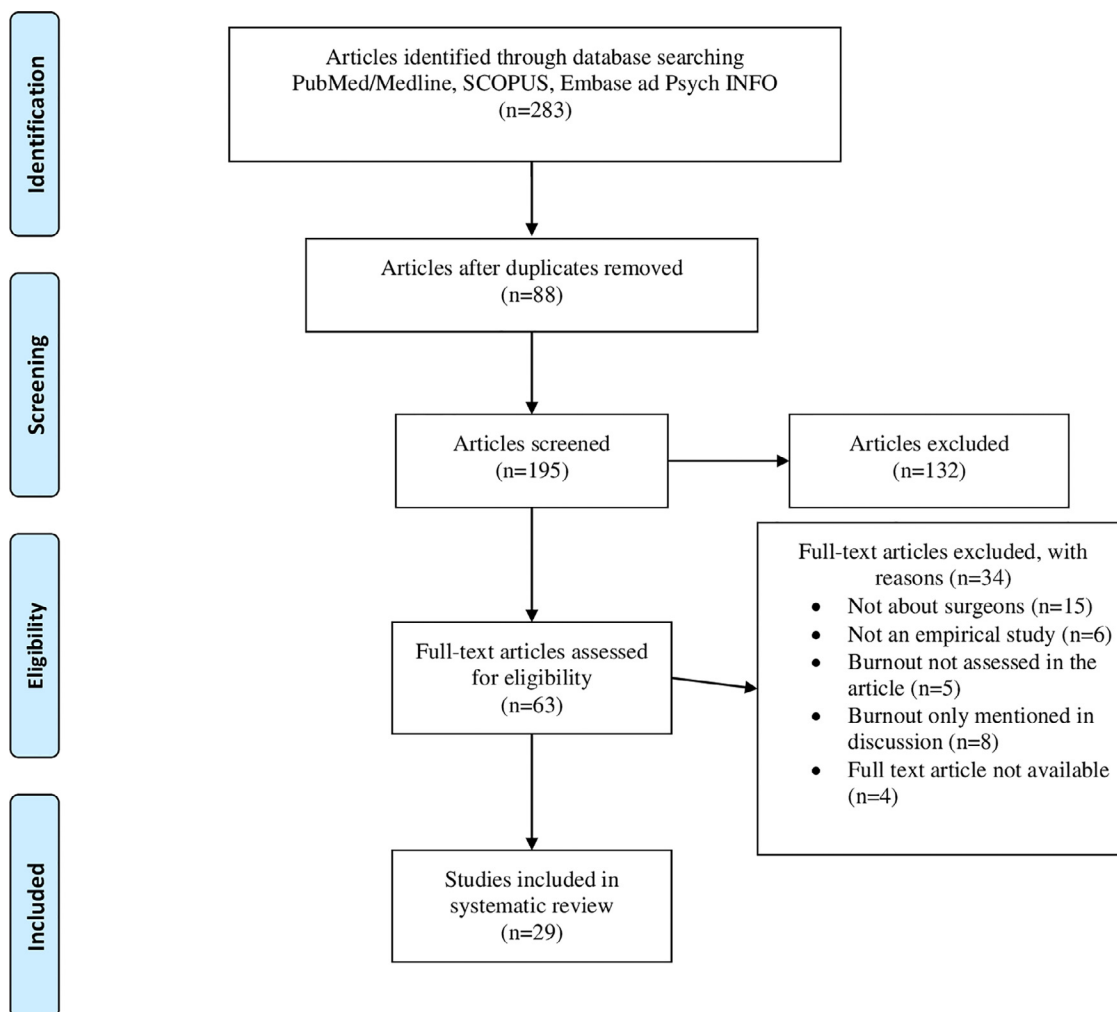 Identification
Articles identified through database searching
PubMed/Medline, SCOPUS, Embase ad Psych INFO
(n=283)
Articles after duplicates removed
(n=88)
Screening
Articles screened
(n=195)
Articles excluded
(n=132)
Eligibility
Full-text articles assessed
for eligibility
(n=63)
Full-text articles excluded, with
reasons (n=34)
• Not about surgeons (n=15)
• Not an empirical study (n=6)
• Burnout not assessed in the
article (n=5)
• Burnout only mentioned in
discussion (n=8)
• Full text article not available
(n=4)
Included
Studies included in
systematic review
(n=29)